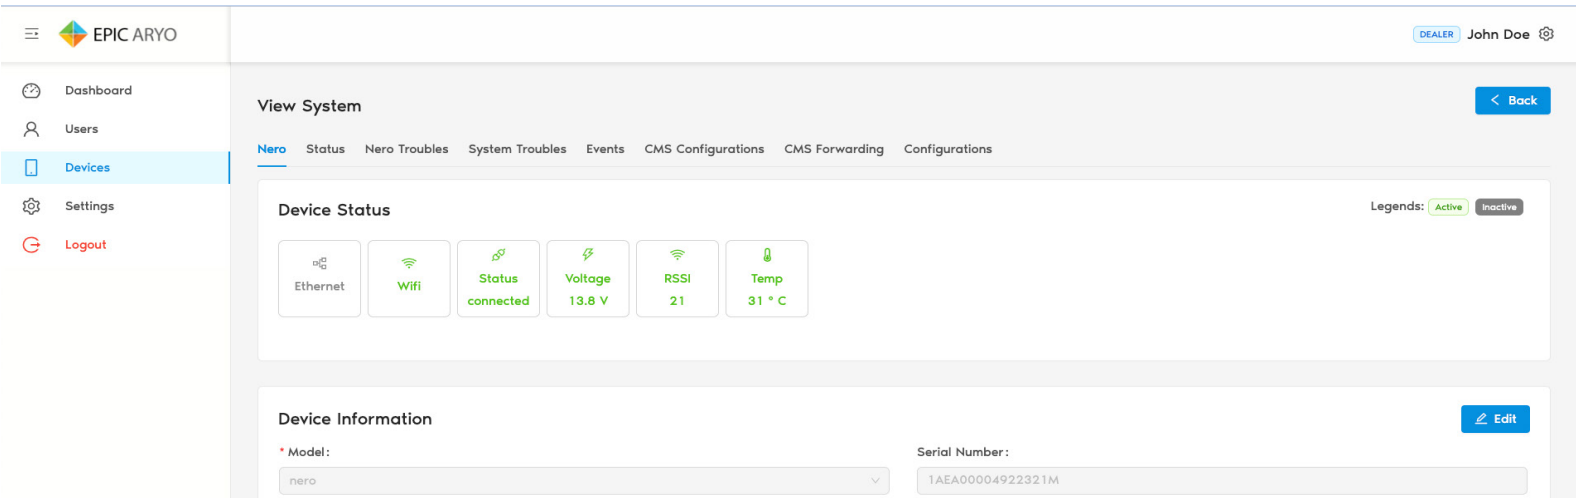 EPIC ARYO
DEALER John Doe
Dashboard
Users
Devices
Settings
Logout
View System
< Back
Nero Status Nero Troubles System Troubles Events CMS Configurations CMS Forwarding Configurations
Device Status
Legends: Active Inactive
Ethernet
Wifi
Status
connected
Voltage
13.8 V
RSSI
21
Temp
31 ° C
Device Information
Edit
* Model:
nero
Serial Number:
1AEA00004922321M